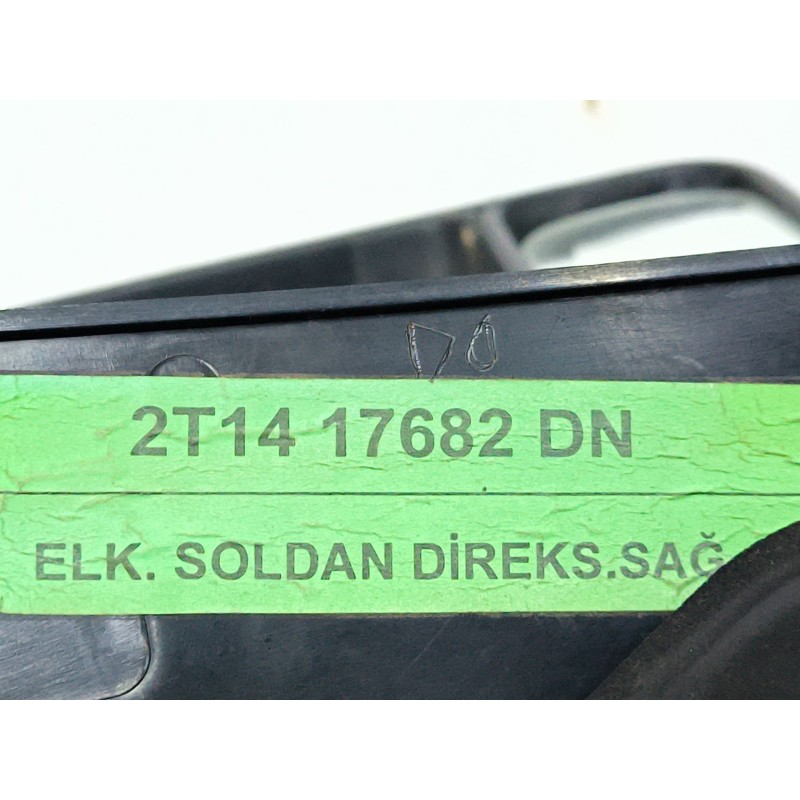 2T14 17682 DN
ELK. SOLDAN DİREKS.SAĞ